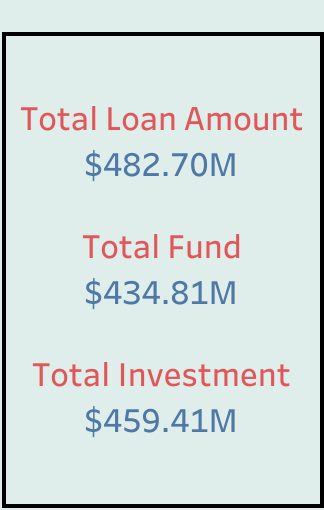 Total Loan Amount
$482.70M
Total Fund
$434.81M
Total Investment
$459.41M